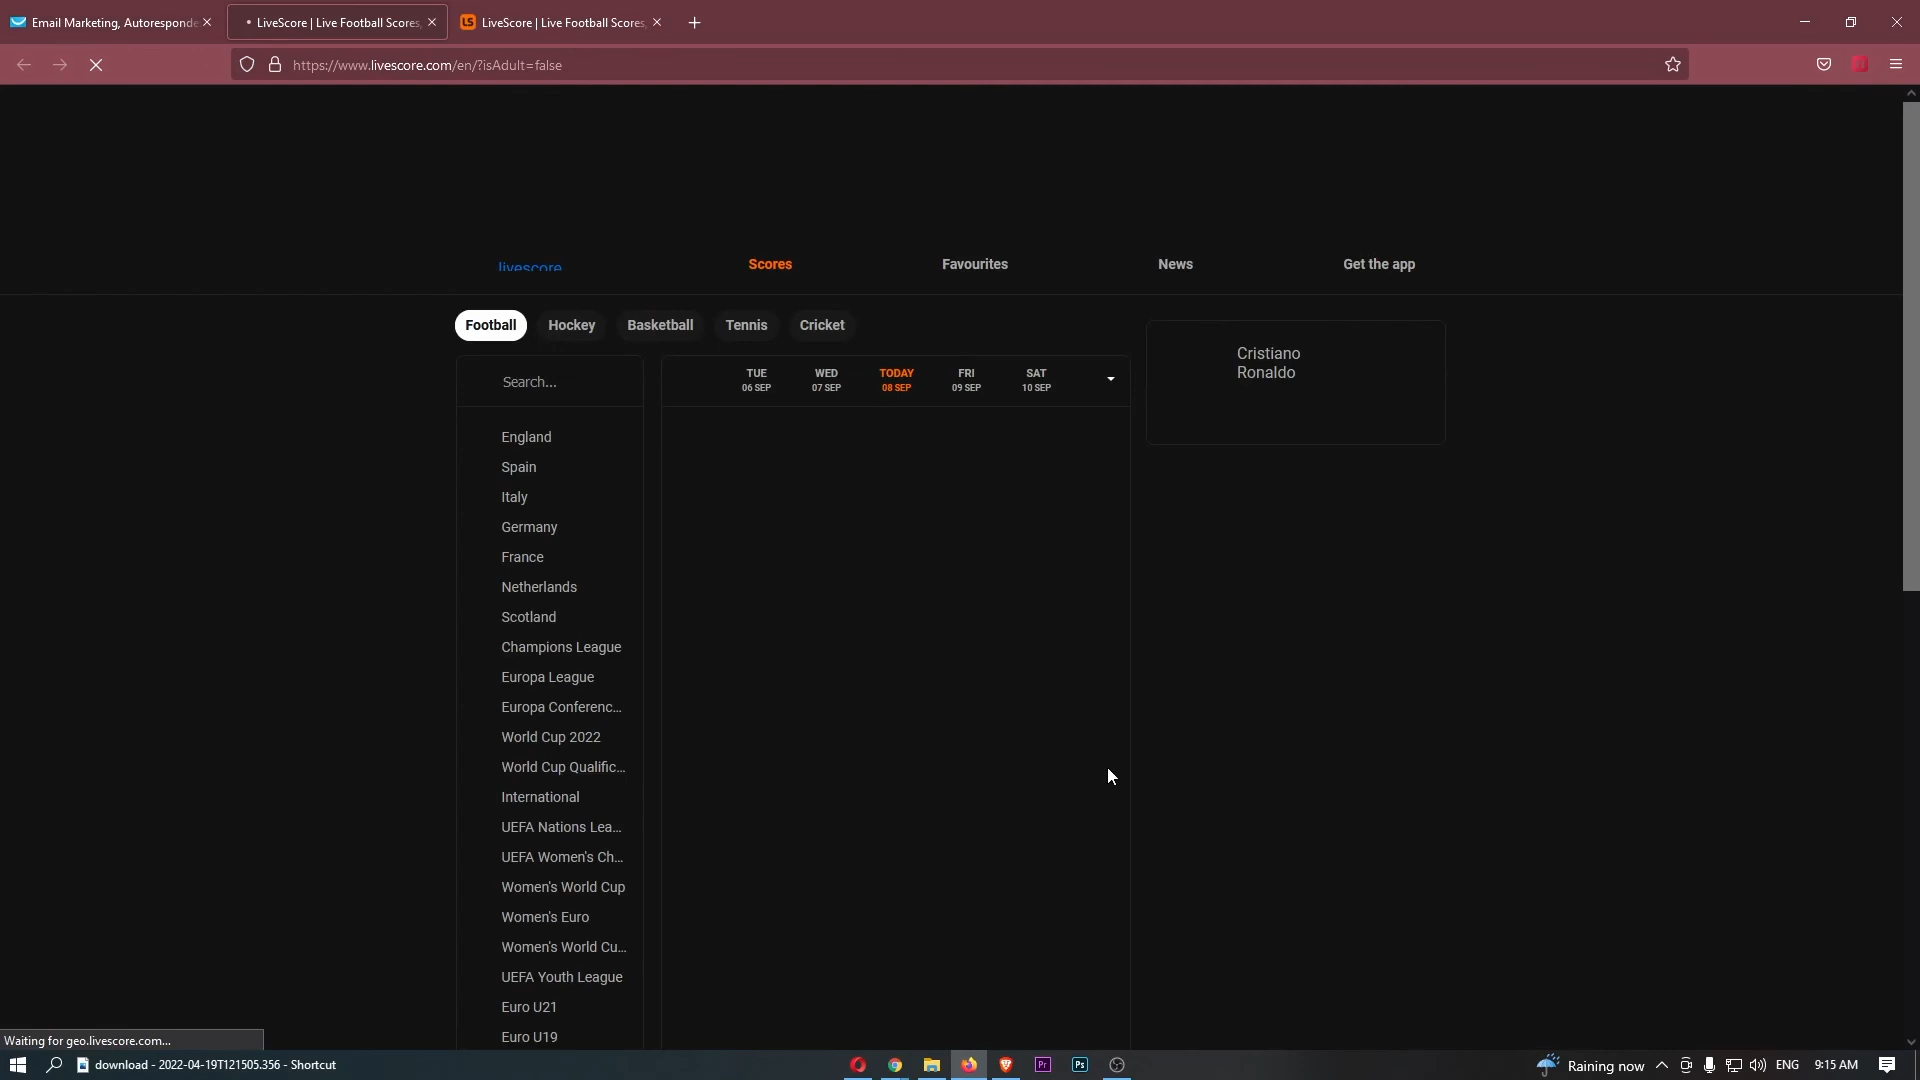 Email Marketing, Autoresponde
LiveScore | Live Football Scores,
LiveScore | Live Football Scores,
https://www.livescore.com/en/?isAdult=false
livescore
Scores
Favourites
News
Get the app
Football
Hockey
Basketball
Tennis
Cricket
Search...
TUE
06 SEP
WED
07 SEP
TODAY
08 SEP
FRI
09 SEP
SAT
10 SEP
Cristiano
Ronaldo
England
Spain
Italy
Germany
France
Netherlands
Scotland
Champions League
Europa League
Europa Conferenc...
World Cup 2022
World Cup Qualific...
International
UEFA Nations Lea...
UEFA Women's Ch...
Women's World Cup
Women's Euro
Women's World Cu...
UEFA Youth League
Euro U21
Euro U19
Waiting for geo.livescore.com...
download - 2022-04-19T121505.356 - Shortcut
Pr
Ps
Raining now
ENG
9:15 AM